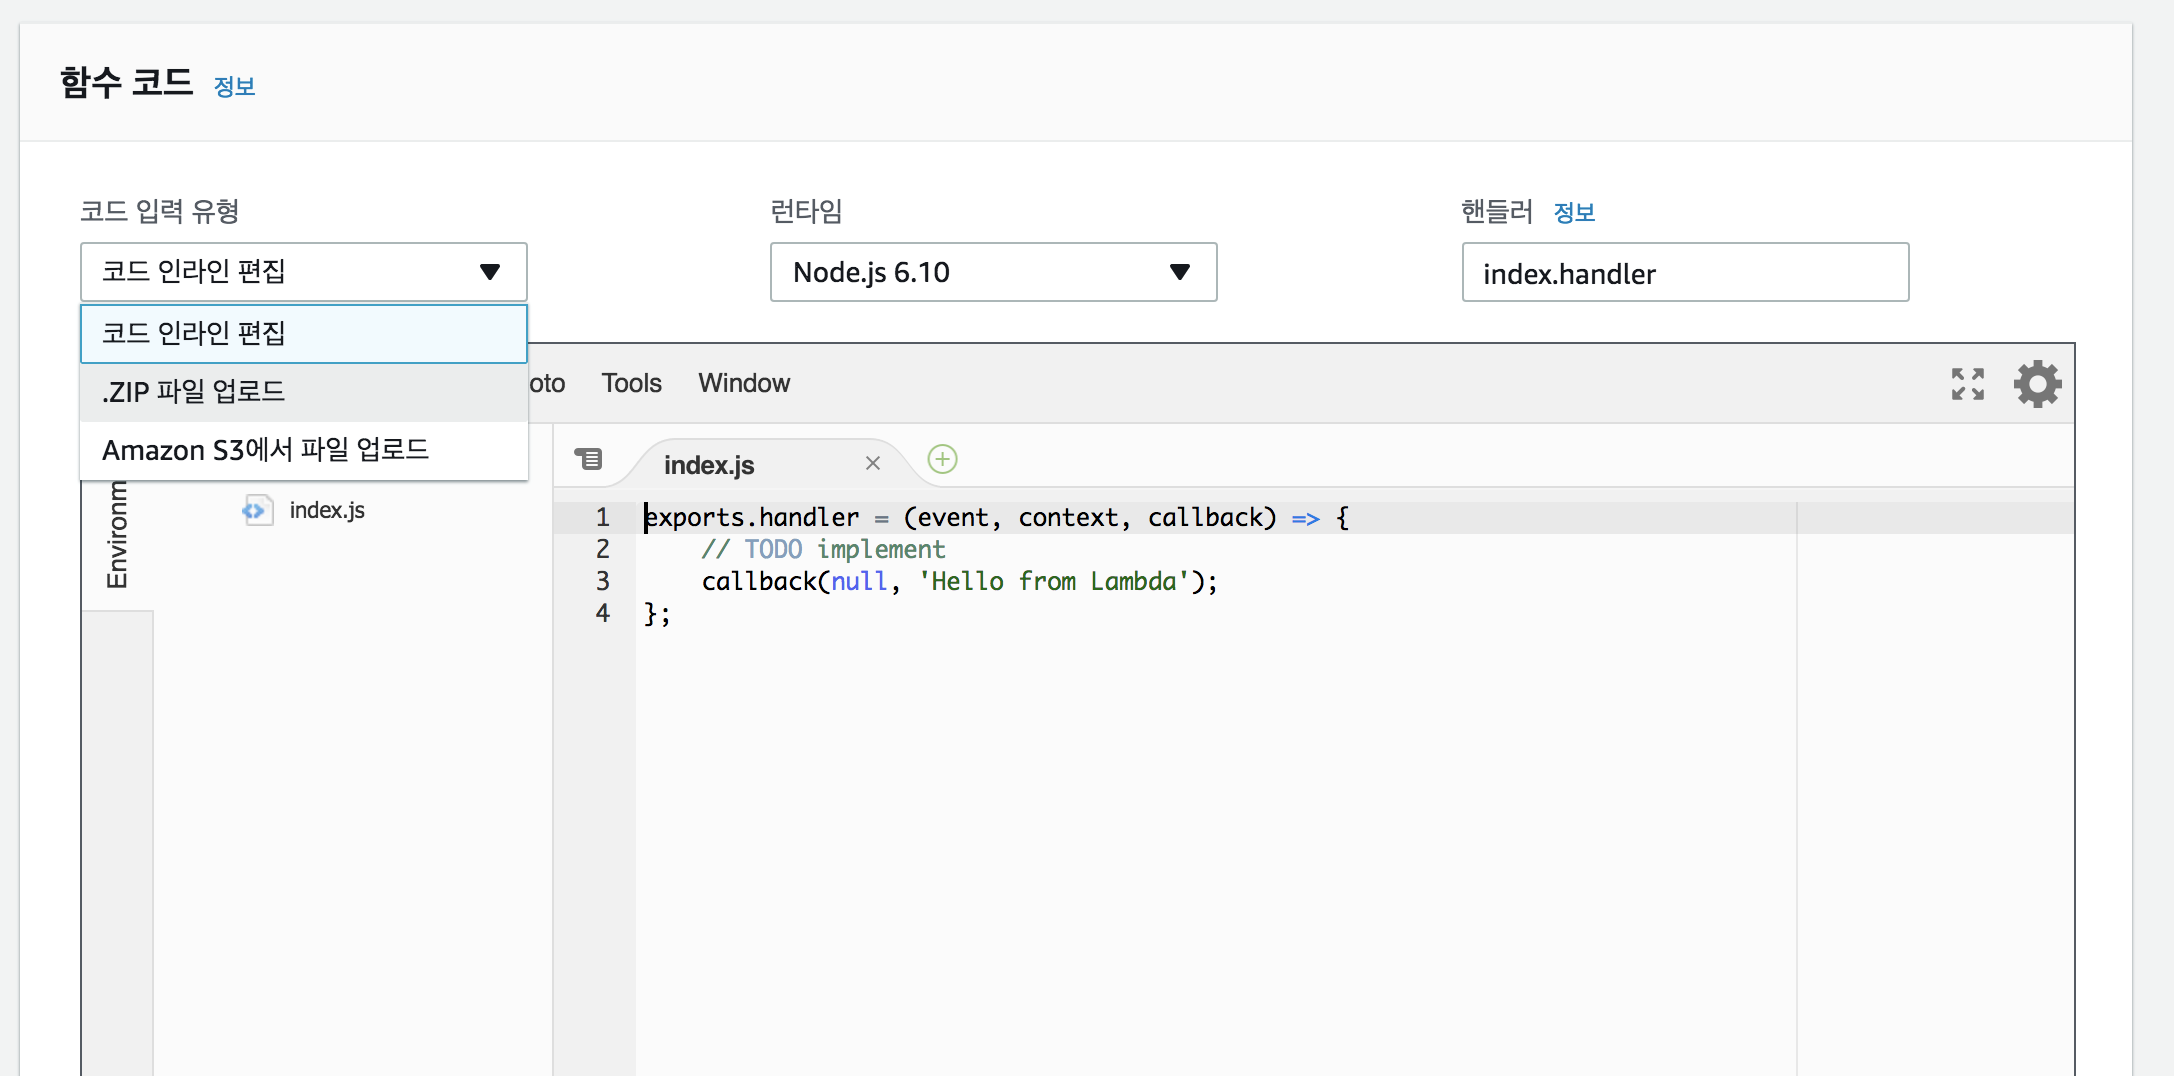 함수 코드 정보
코드 입력 유형
런타임
핸들러 정보
코드 인라인 편집
Node.js 6.10
index.handler
코드 인라인 편집
.ZIP 파일 업로드
Amazon S3에서 파일 업로드
oto Tools Window
Environm
index.js
index.js
1 exports.handler = (event, context, callback) => {
2 // TODO implement
3 callback(null, 'Hello from Lambda');
4 };